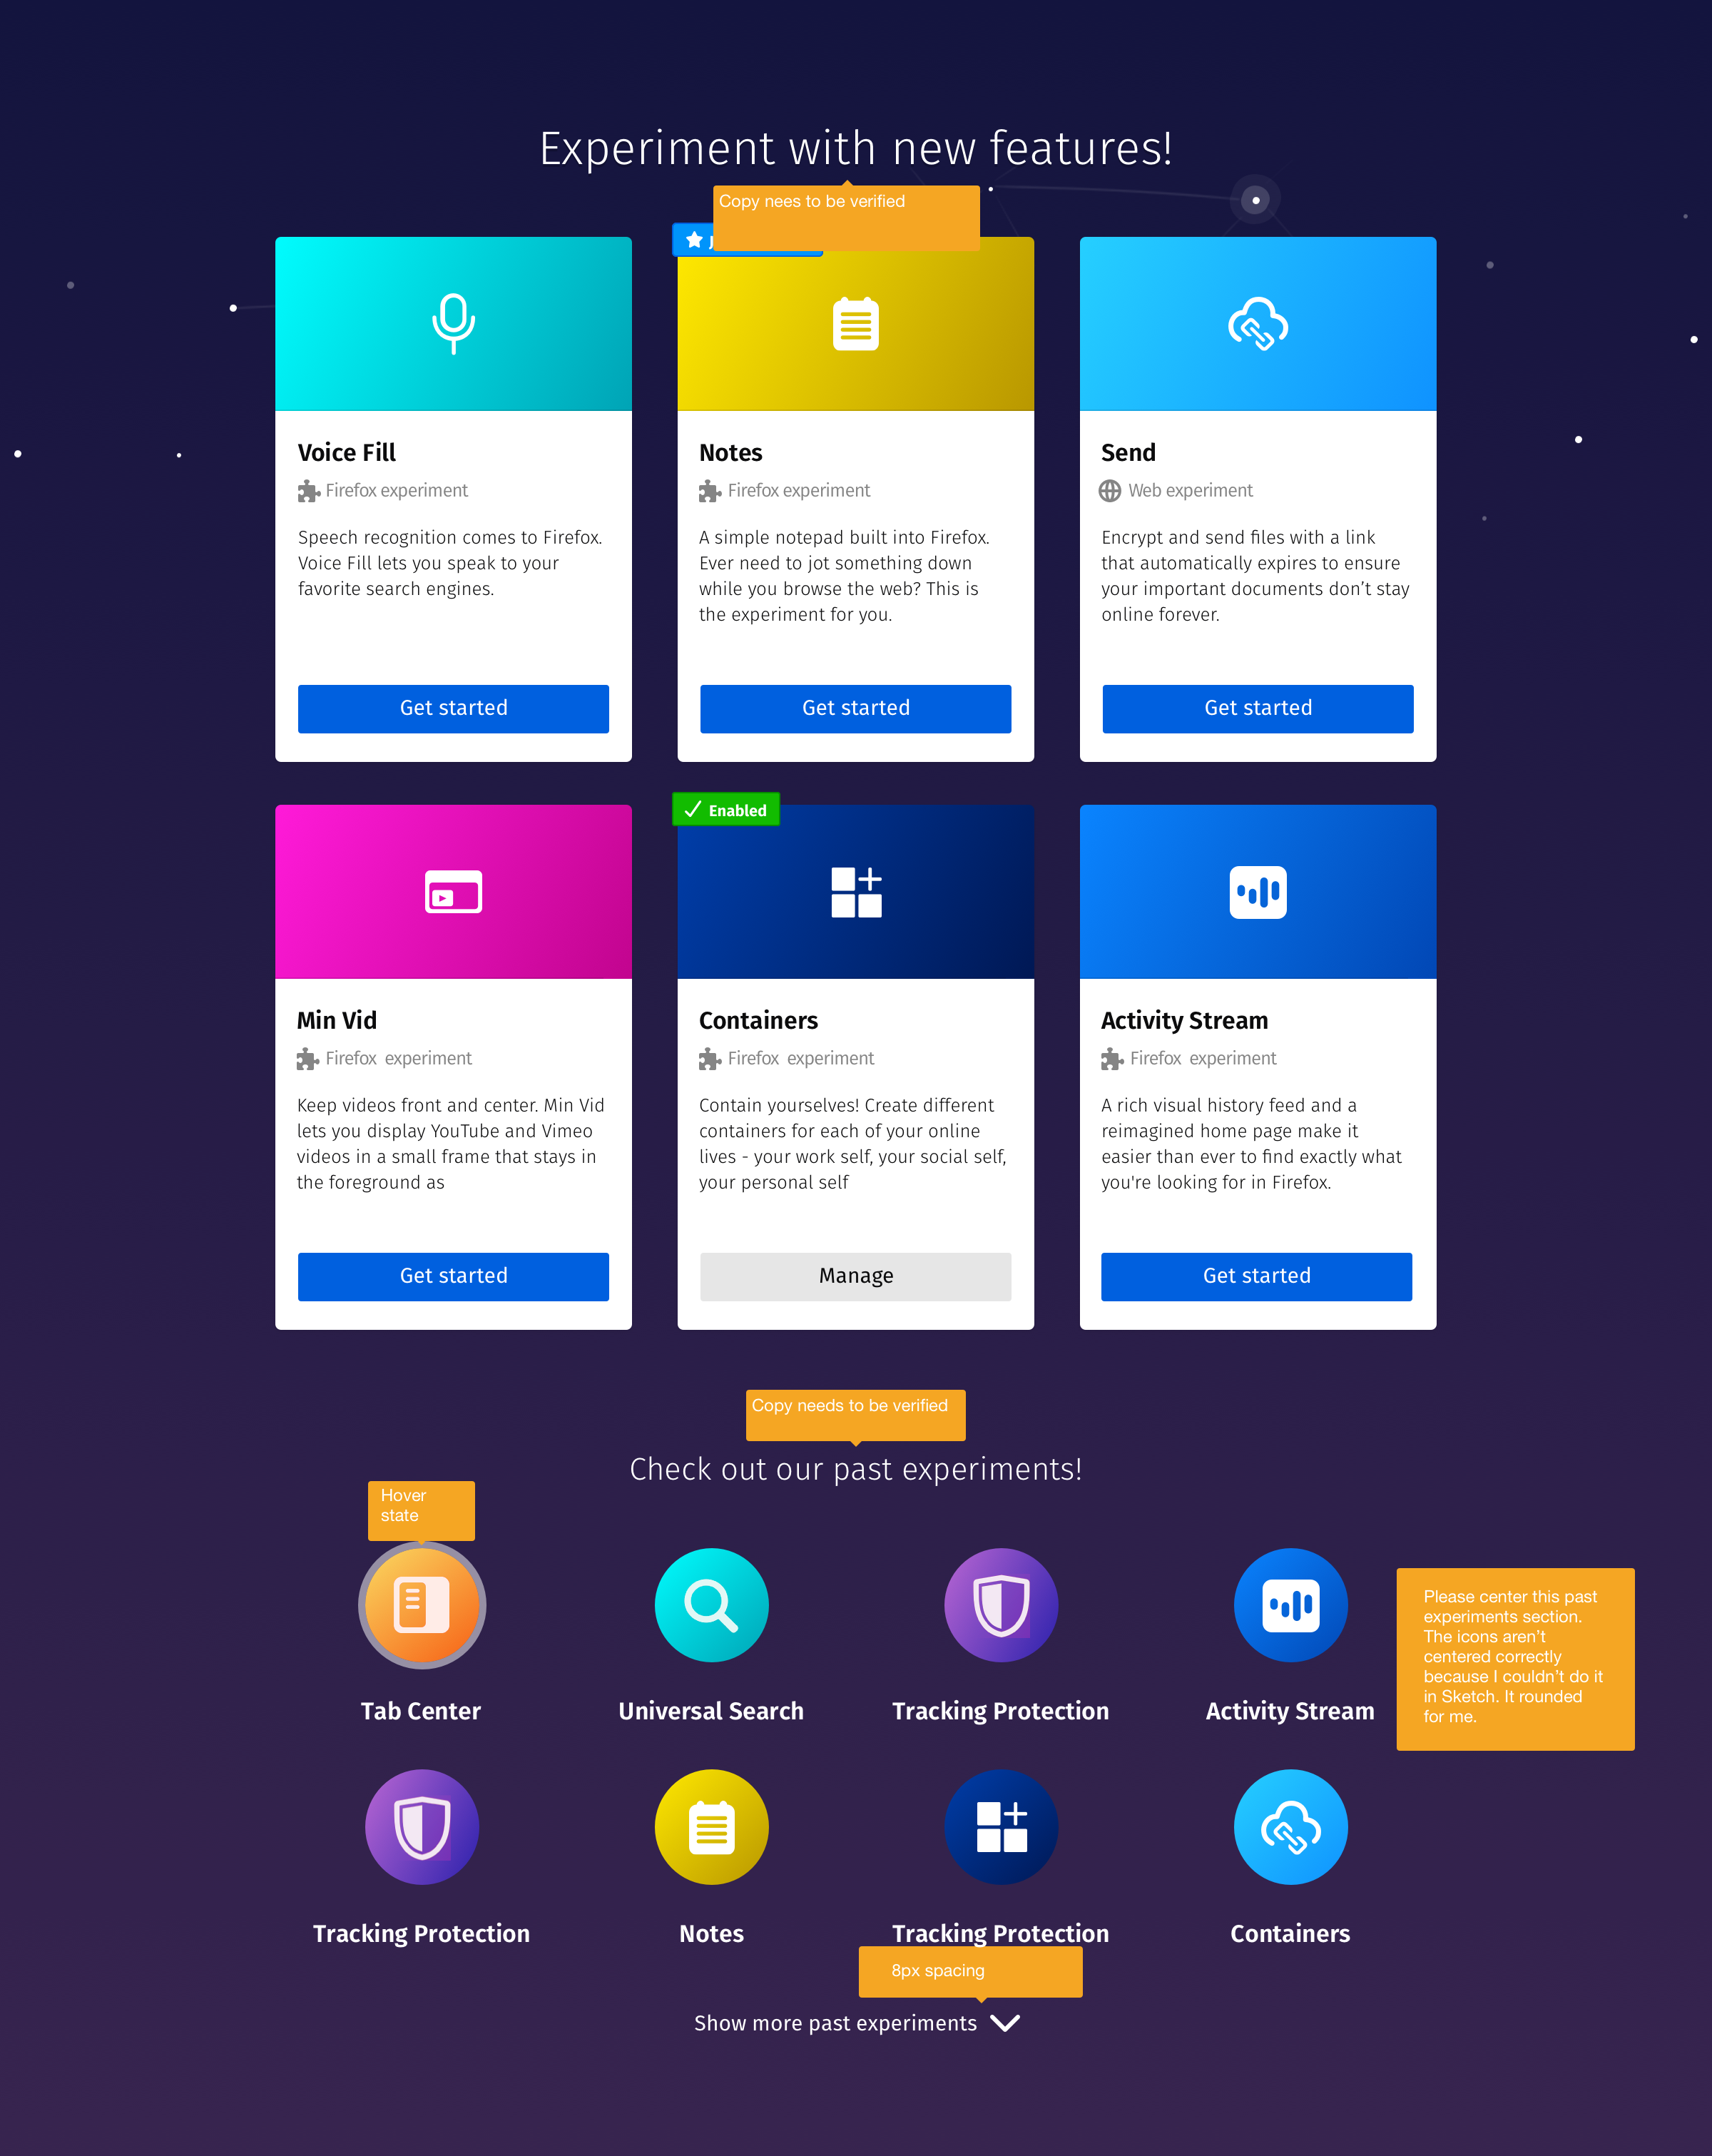 Experiment with new features!
Copy nees to be verified
Voice Fill
Firefox experiment
Speech recognition comes to Firefox.
Voice Fill lets you speak to your
favorite search engines.
Get started
Notes
Firefox experiment
A simple notepad built into Firefox.
Ever need to jot something down
while you browse the web? This is
the experiment for you.
Get started
Send
Web experiment
Encrypt and send files with a link
that automatically expires to ensure
your important documents don’t stay
online forever.
Get started
Min Vid
Firefox experiment
Keep videos front and center. Min Vid
lets you display YouTube and Vimeo
videos in a small frame that stays in
the foreground as
Get started
Enabled
Containers
Firefox experiment
Contain yourselves! Create different
containers for each of your online
lives - your work self, your social self,
your personal self
Manage
Activity Stream
Firefox experiment
A rich visual history feed and a
reimagined home page make it
easier than ever to find exactly what
you're looking for in Firefox.
Get started
Copy needs to be verified
Check out our past experiments!
Hover
state
Tab Center
Universal Search
Tracking Protection
Activity Stream
Please center this past
experiments section.
The icons aren’t
centered correctly
because I couldn’t do it
in Sketch. It rounded
for me.
Tracking Protection
Notes
Tracking Protection
Containers
8px spacing
Show more past experiments